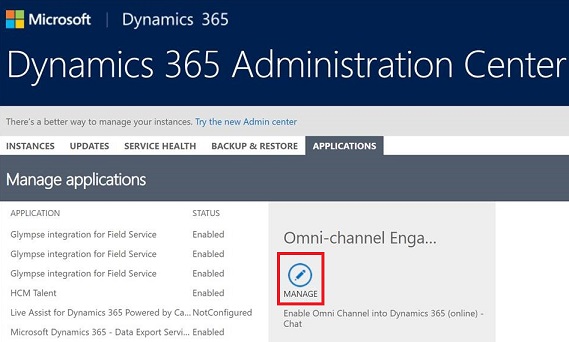 Microsoft Dynamics 365
Dynamics 365 Administration Center
There's a better way to manage your instances. Try the new Admin center
INSTANCES UPDATES SERVICE HEALTH BACKUP & RESTORE APPLICATIONS
Manage applications
APPLICATION STATUS
Glympse integration for Field Service Enabled
Glympse integration for Field Service Enabled
Glympse integration for Field Service Enabled
HCM Talent Enabled
Live Assist for Dynamics 365 Powered by Ca... NotConfigured
Microsoft Dynamics 365 - Data Export Servi... Enabled
Omni-channel Enga...
MANAGE
Enable Omni Channel into Dynamics 365 (online) -
Chat